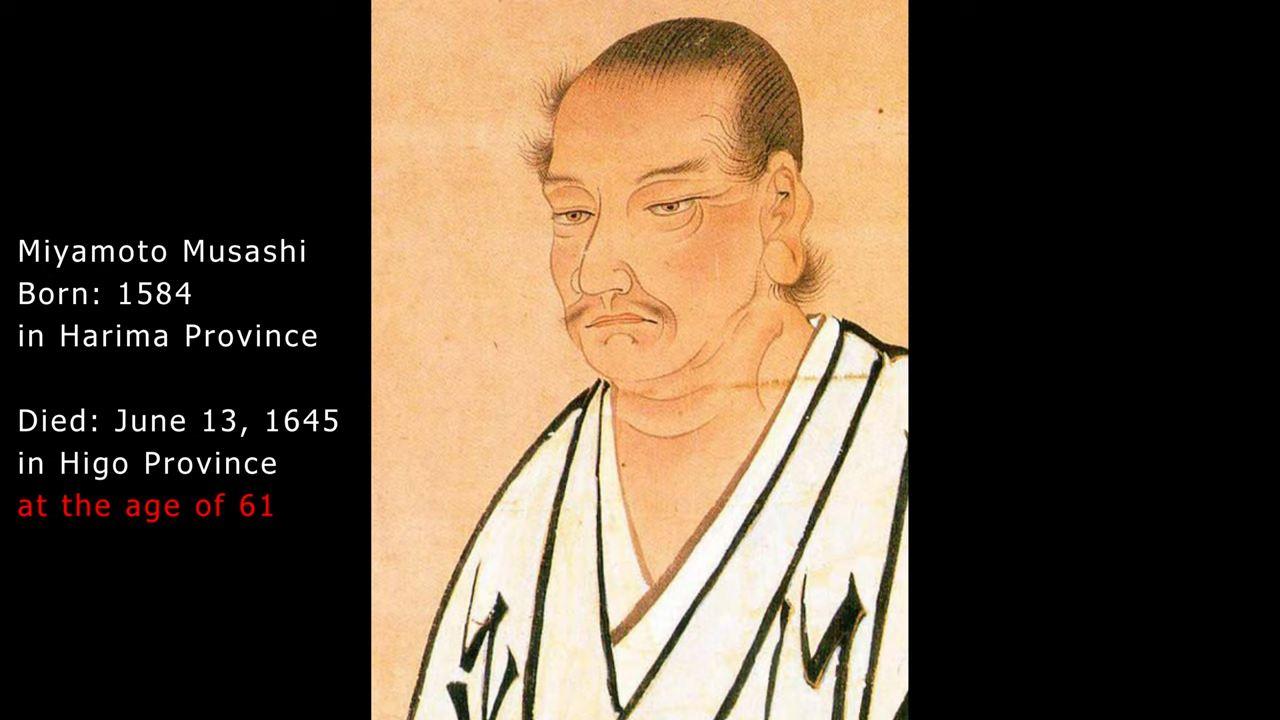 Miyamoto Musashi
Born: 1584
in Harima Province
Died: June 13, 1645
in Higo Province
at the age of 61